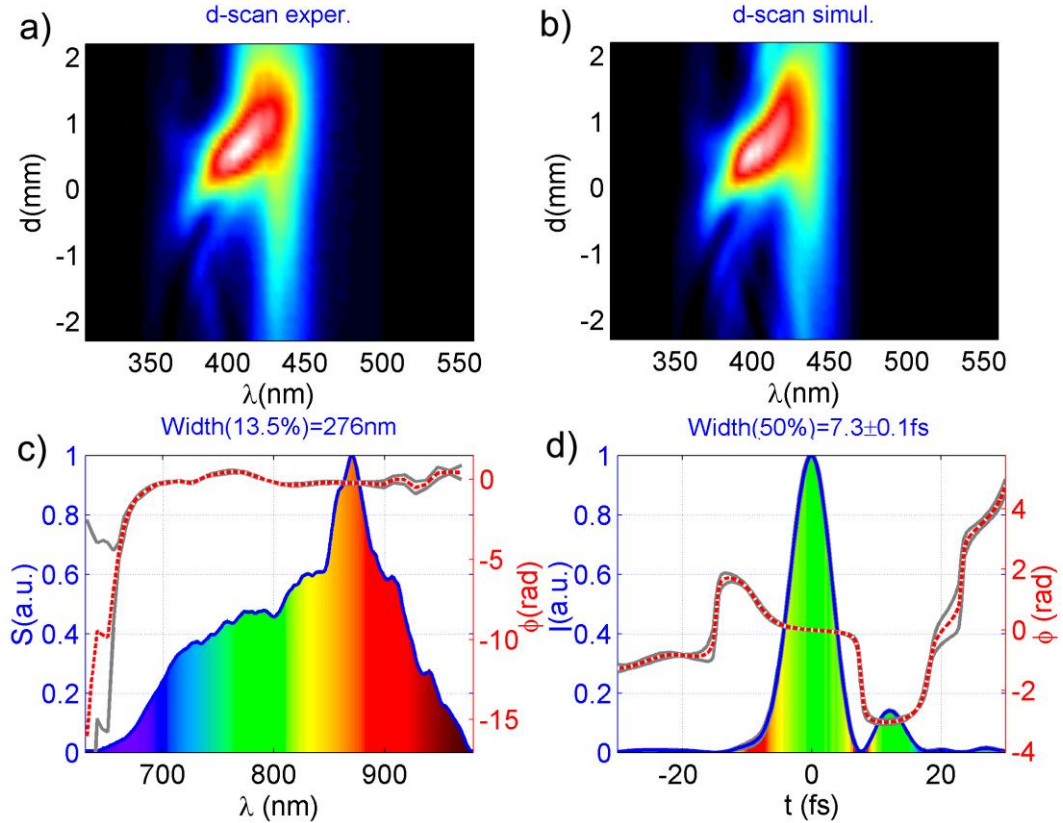 a)
d-scan exper.
2
1
0
-1
-2
d(mm)
350 400 450 500 550
λ(nm)
b)
d-scan simul.
2
1
0
-1
-2
d(mm)
350 400 450 500 550
λ(nm)
c)
Width(13.5%)=276nm
1
0.8
0.6
0.4
0.2
0
S(a.u.)
0
-5
-10
-15
ϕ(rad)
700 800 900
λ (nm)
d)
Width(50%)=7.3±0.1fs
1
0.8
0.6
0.4
0.2
0
I(a.u.)
4
2
0
-2
-4
ϕ (rad)
-20 0 20
t (fs)